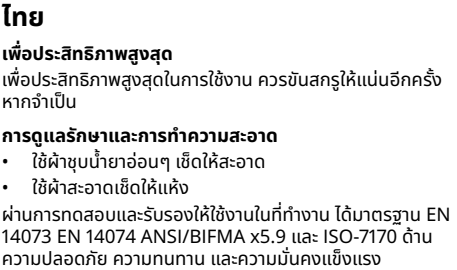 ไทย
เพื่อประสิทธิภาพสูงสุด
เพื่อประสิทธิภาพสูงสุดในการใช้งาน ควรขันสกรูให้แน่นอีกครั้ง
หากจำเป็น
การดูแลรักษาและการทำความสะอาด
• ใช้ผ้าชุบน้ำยาอ่อนๆ เช็ดให้สะอาด
• ใช้ผ้าสะอาดเช็ดให้แห้ง
ผ่านการทดสอบและรับรองให้ใช้งานในที่ทำงาน ได้มาตรฐาน EN
14073 EN 14074 ANSI/BIFMA x5.9 และ ISO-7170 ด้าน
ความปลอดภัย ความทนทาน และความมั่นคงแข็งแรง